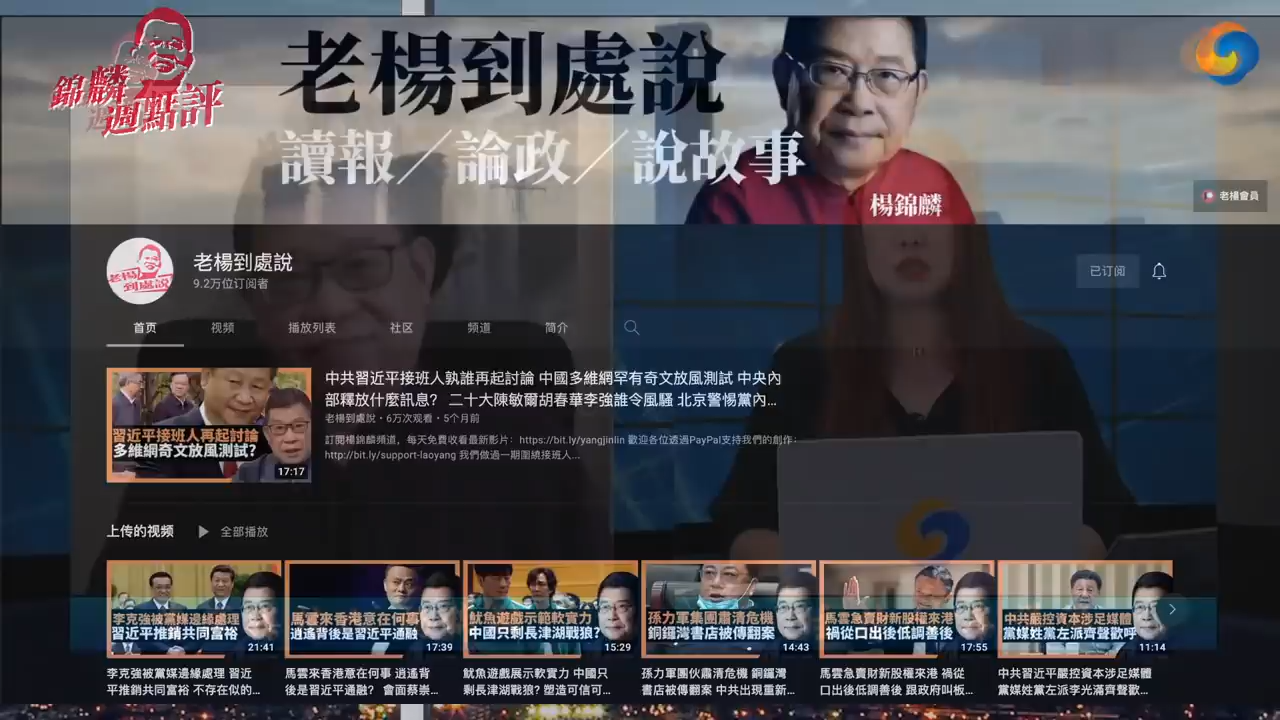 錦麟
週點評
老楊到處說
讀報／論政／說故事
楊錦麟
老楊會員
老楊到處說
老楊到處說
9.2万位订阅者
已订阅
首页
视频
播放列表
社区
频道
简介
習近平接班人再起討論
多維網奇文放風測試?
17:17
中共習近平接班人孰誰再起討論 中國多維網罕有奇文放風測試 中央內
部釋放什麼訊息? 二十大陳敏爾胡春華李強誰令風騷 北京警惕黨內...
老楊到處說・6万次观看・5个月前
訂閱楊錦麟頻道，每天免費收看最新影片：https://bit.ly/yangjinlin 歡迎各位透過PayPal支持我們的創作：
http://bit.ly/support-laoyang 我們做過一期圍繞接班人...
上传的视频
全部播放
李克強被黨媒邊緣處理
習近平推銷共同富裕
21:41
馬雲來香港意在何事
逍遙背後是習近平通融
17:39
魷魚遊戲示範軟實力
中國只剩長津湖戰狼?
15:29
孫力軍集團肅清危機
銅鑼灣書店被傳翻案
14:43
馬雲急賣財新股權來港
禍從口出後低調善後
17:55
中共嚴控資本涉足媒體
黨媒姓黨左派齊聲歡呼
11:14
李克強被黨媒邊緣處理 習近
平推銷共同富裕 不存在似的...
馬雲來香港意在何事 逍遙背
後是習近平通融? 會面蔡崇...
魷魚遊戲示展軟實力 中國只
剩長津湖戰狼? 塑造可信可...
孫力軍團伙肅清危機 銅鑼灣
書店被傳翻案 中共出現重新...
馬雲急賣財新股權來港 禍從
口出後低調善後 跟政府叫板...
中共習近平嚴控資本涉足媒體
黨媒姓黨左派李光滿齊聲歡...